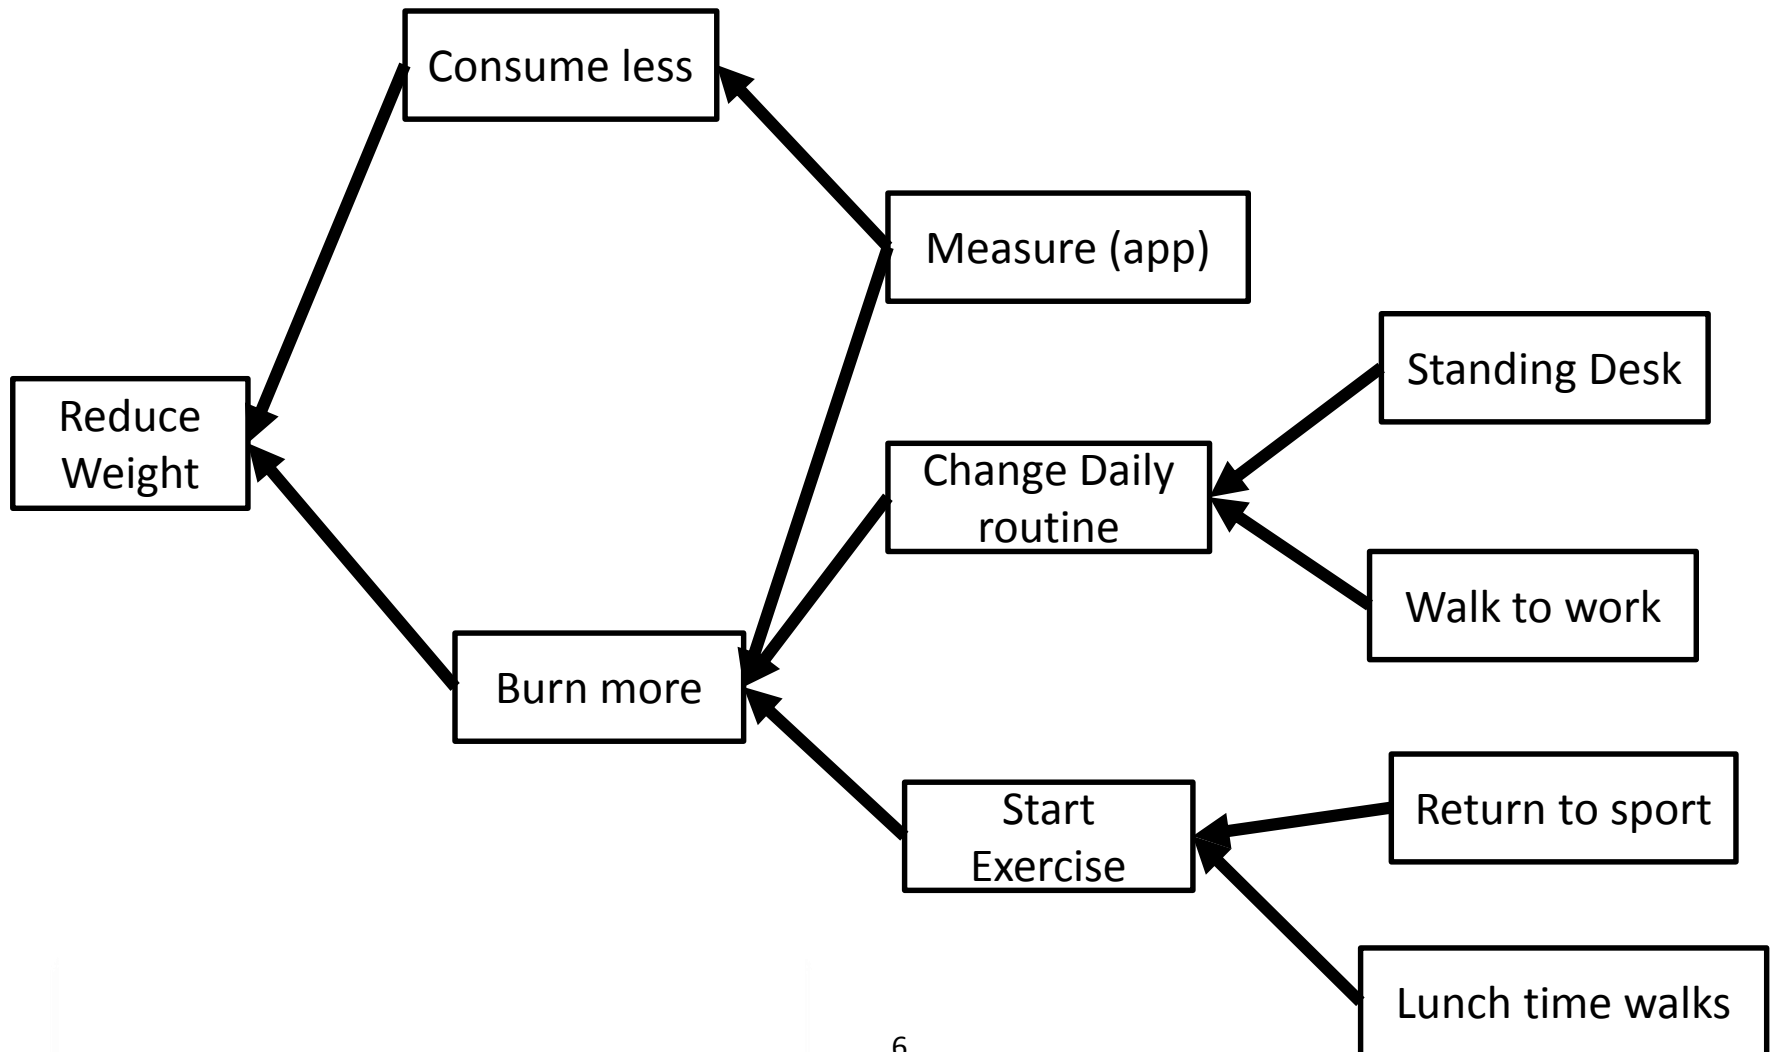 Consume less
Measure (app)
Standing Desk
Reduce
Weight
Change Daily
routine
Walk to work
Burn more
Start
Exercise
Return to sport
Lunch time walks
6